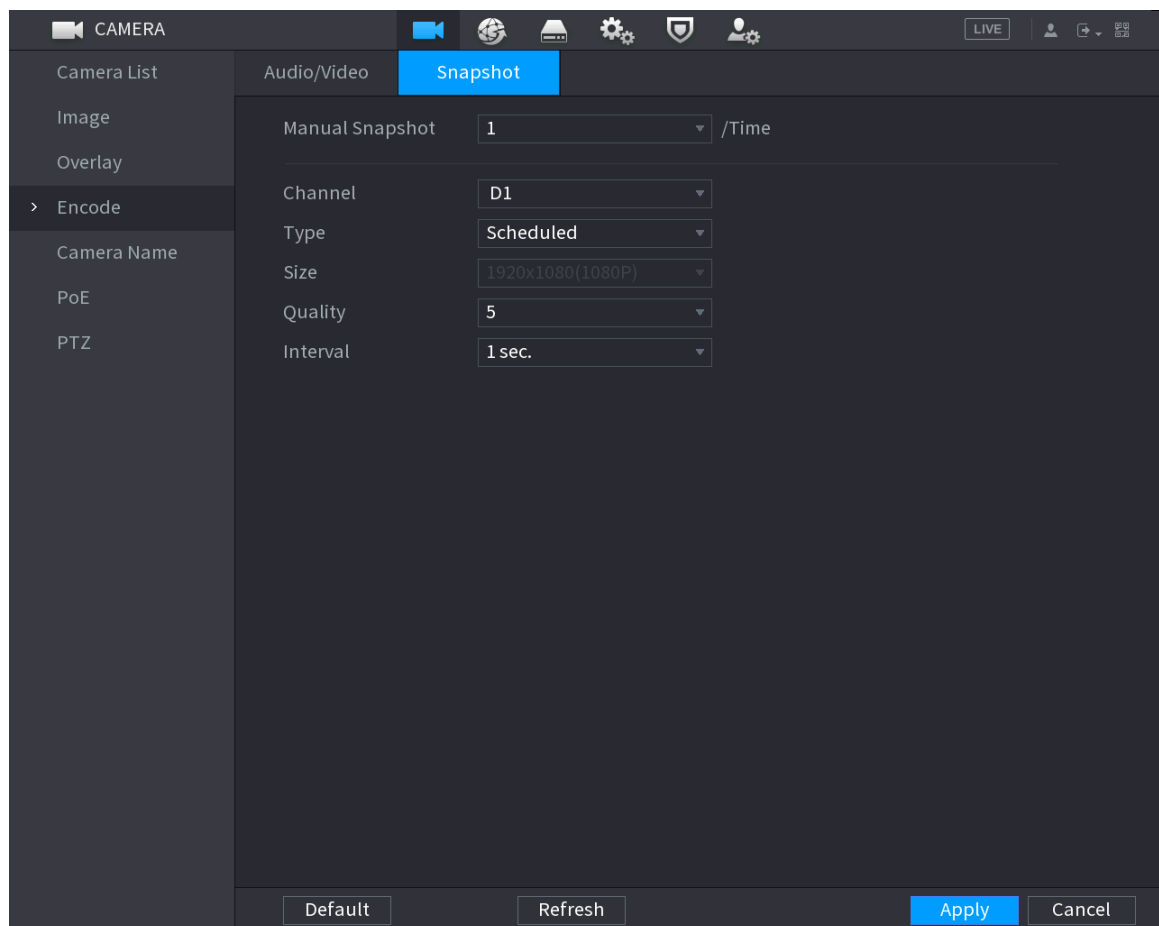 CAMERA LIVE
Camera List
Image
Overlay
> Encode
Camera Name
PoE
PTZ
Audio/Video Snapshot
Manual Snapshot 1 /Time
Channel D1
Type Scheduled
Size 1920x1080(1080P)
Quality 5
Interval 1 sec.
Default Refresh Apply Cancel